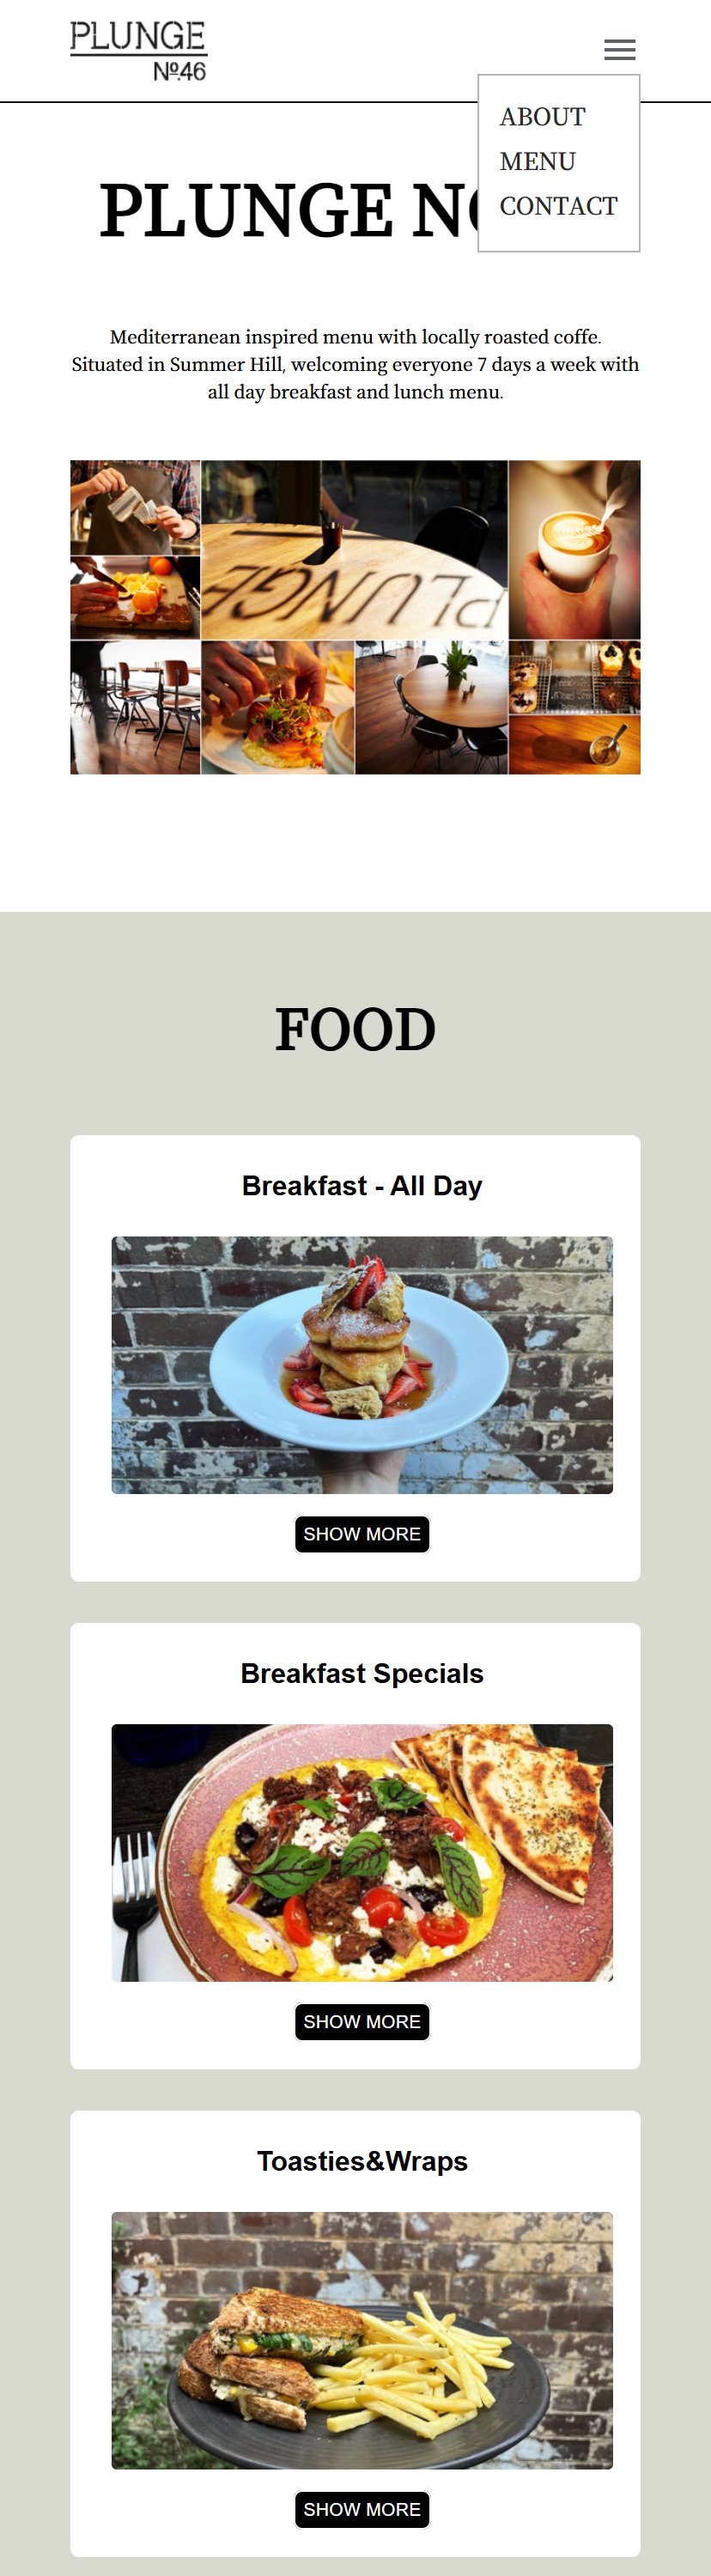 PLUNGE
Nº.46
ABOUT
MENU
CONTACT
PLUNGE
Mediterranean inspired menu with locally roasted coffe.
Situated in Summer Hill, welcoming everyone 7 days a week with
all day breakfast and lunch menu.
PLUNGE
FOOD
Breakfast - All Day
SHOW MORE
Breakfast Specials
SHOW MORE
Toasties&Wraps
SHOW MORE